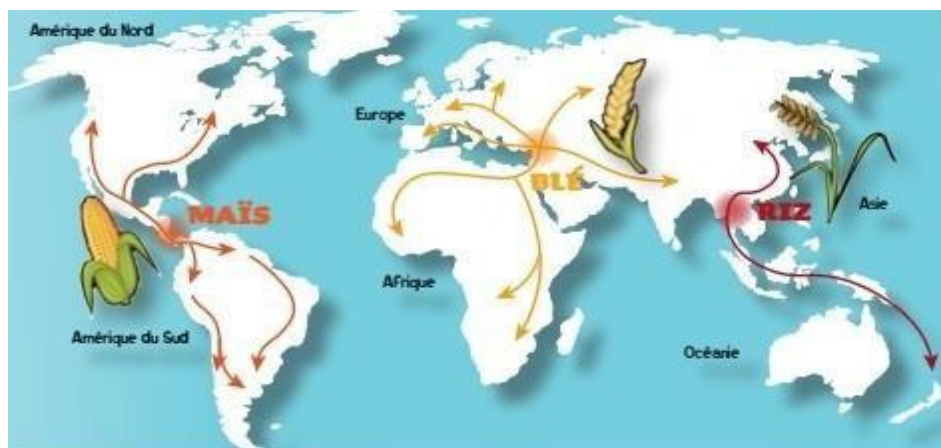 Amérique du Nord
Europe
BLÉ
MAÏS
RIZ
Asie
Afrique
Amérique du Sud
Océanie